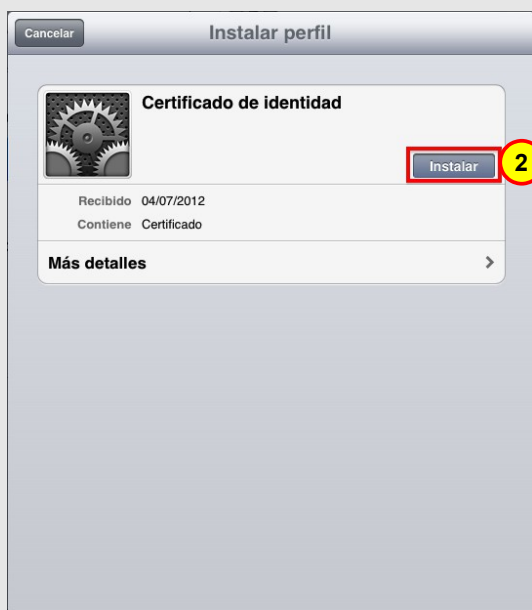 Cancelar
Instalar perfil
Certificado de identidad
Instalar
2
Recibido 04/07/2012
Contiene Certificado
Más detalles